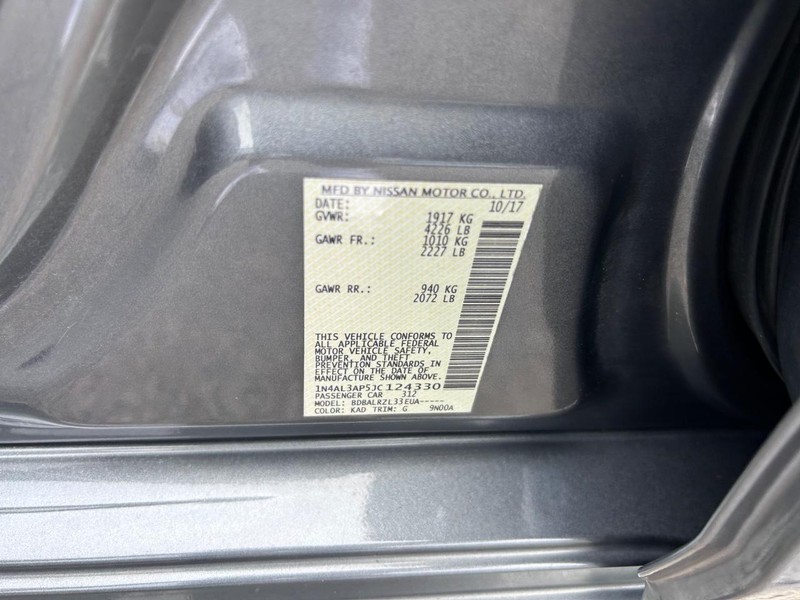 MFD BY NISSAN MOTOR CO., LTD.
DATE: 10/17
GVWR: 1917 KG
4226 LB
GAWR FR.: 1010 KG
2227 LB
GAWR RR.: 940 KG
2072 LB
THIS VEHICLE CONFORMS TO
ALL APPLICABLE FEDERAL
MOTOR VEHICLE SAFETY,
BUMPER, AND THEFT
PREVENTION STANDARDS IN
EFFECT ON THE DATE OF
MANUFACTURE SHOWN ABOVE.
1N4AL3AP5JC124330
PASSENGER CAR 312
MODEL: BDBALRZL33EUA-----
COLOR: KAD TRIM: G 9N00A